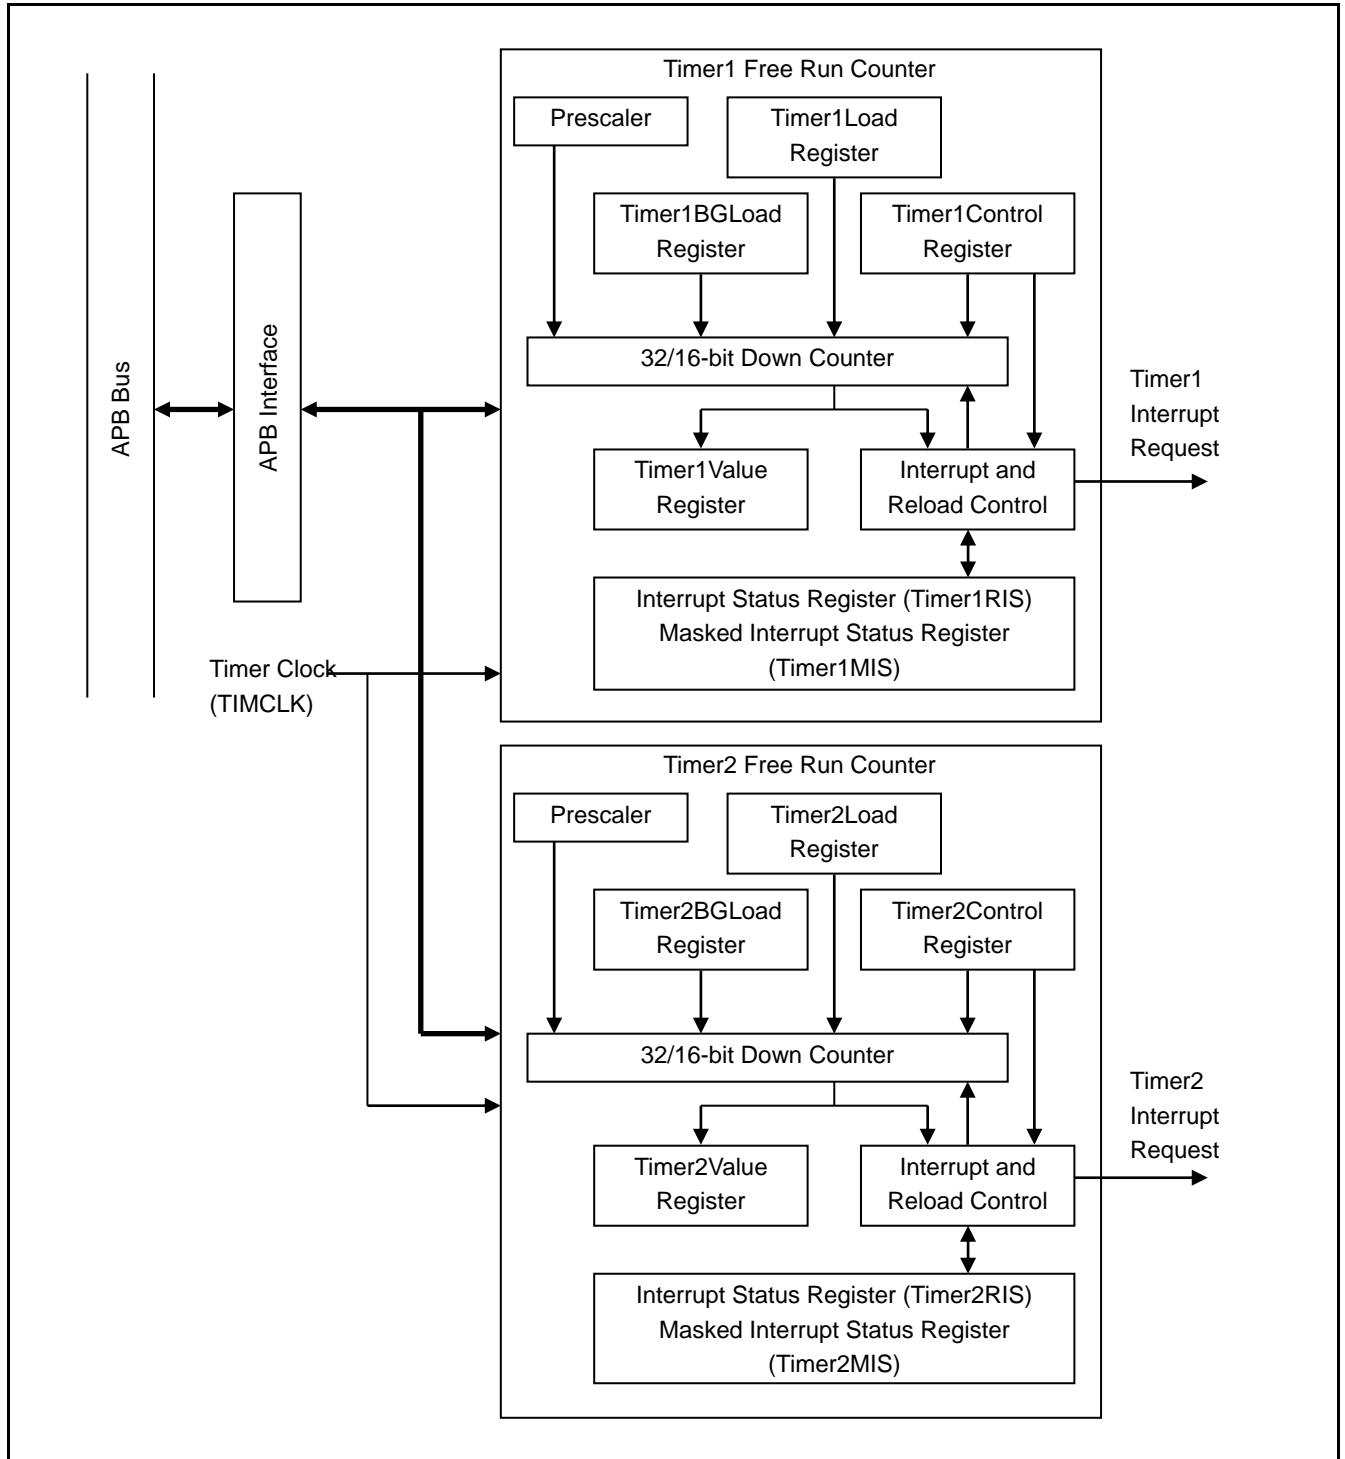 Timer1 Free Run Counter
Prescaler
Timer1Load
Register
Timer1BGLoad
Register
Timer1Control
Register
32/16-bit Down Counter
APB Bus
APB Interface
Timer1
Interrupt
Request
Timer1Value
Register
Interrupt and
Reload Control
Interrupt Status Register (Timer1RIS)
Masked Interrupt Status Register
(Timer1MIS)
Timer Clock
(TIMCLK)
Timer2 Free Run Counter
Prescaler
Timer2Load
Register
Timer2BGLoad
Register
Timer2Control
Register
32/16-bit Down Counter
Timer2
Interrupt
Request
Timer2Value
Register
Interrupt and
Reload Control
Interrupt Status Register (Timer2RIS)
Masked Interrupt Status Register
(Timer2MIS)